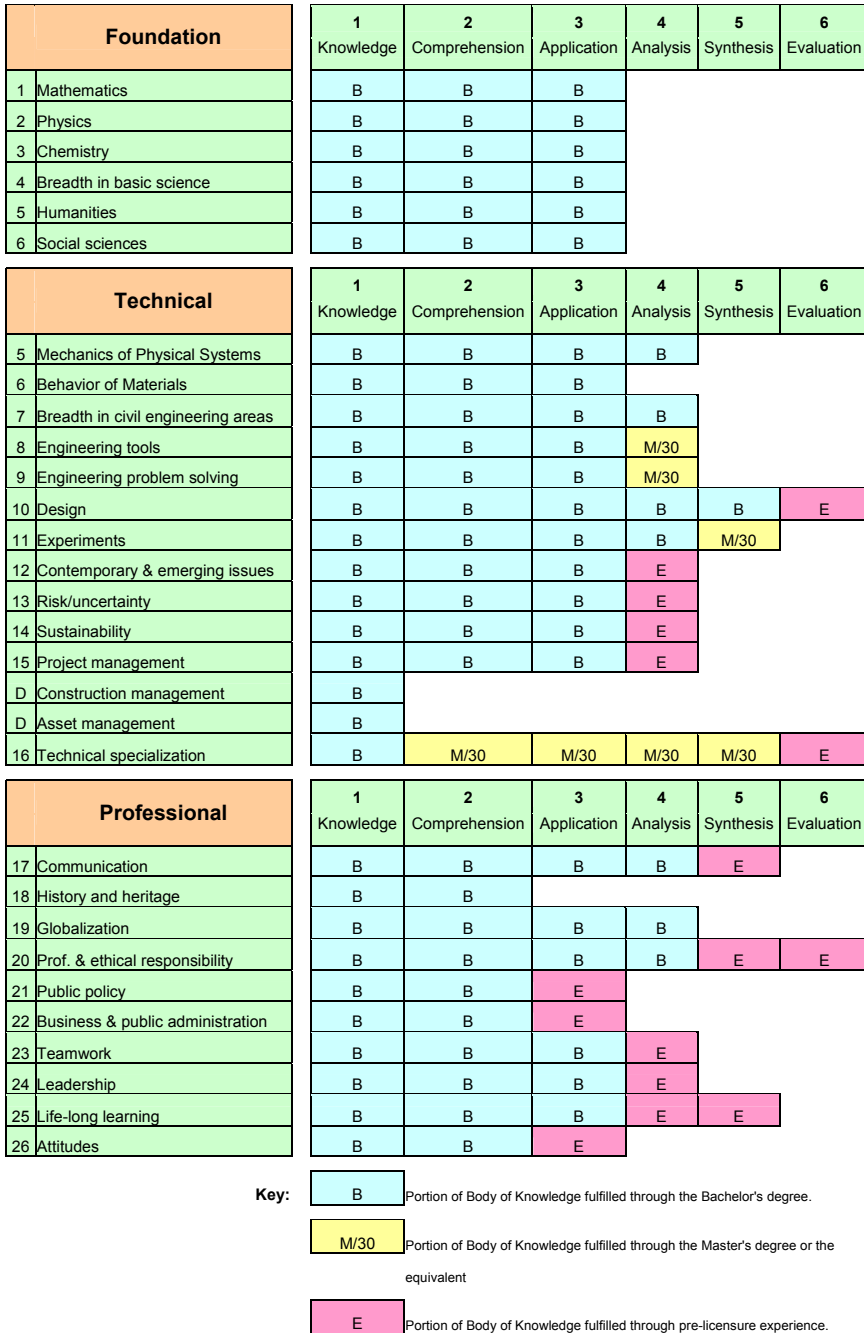 Foundation 1 2 3 4 5 6
Knowledge Comprehension Application Analysis Synthesis Evaluation
1 Mathematics B B B
2 Physics B B B
3 Chemistry B B B
4 Breadth in basic science B B B
5 Humanities B B B
6 Social sciences B B B
Technical 1 2 3 4 5 6
Knowledge Comprehension Application Analysis Synthesis Evaluation
5 Mechanics of Physical Systems B B B B
6 Behavior of Materials B B B
7 Breadth in civil engineering areas B B B B
8 Engineering tools B B B M/30
9 Engineering problem solving B B B M/30
10 Design B B B B B E
11 Experiments B B B B M/30
12 Contemporary & emerging issues B B B E
13 Risk/uncertainty B B B E
14 Sustainability B B B E
15 Project management B B B E
D Construction management B
D Asset management B
16 Technical specialization B M/30 M/30 M/30 M/30 E
Professional 1 2 3 4 5 6
Knowledge Comprehension Application Analysis Synthesis Evaluation
17 Communication B B B B E
18 History and heritage B B
19 Globalization B B B B
20 Prof. & ethical responsibility B B B B E E
21 Public policy B B E
22 Business & public administration B B E
23 Teamwork B B B E
24 Leadership B B B E
25 Life-long learning B B B E E
26 Attitudes B B E
Key: B Portion of Body of Knowledge fulfilled through the Bachelor's degree.
M/30 Portion of Body of Knowledge fulfilled through the Master's degree or the
equivalent
E Portion of Body of Knowledge fulfilled through pre-licensure experience.